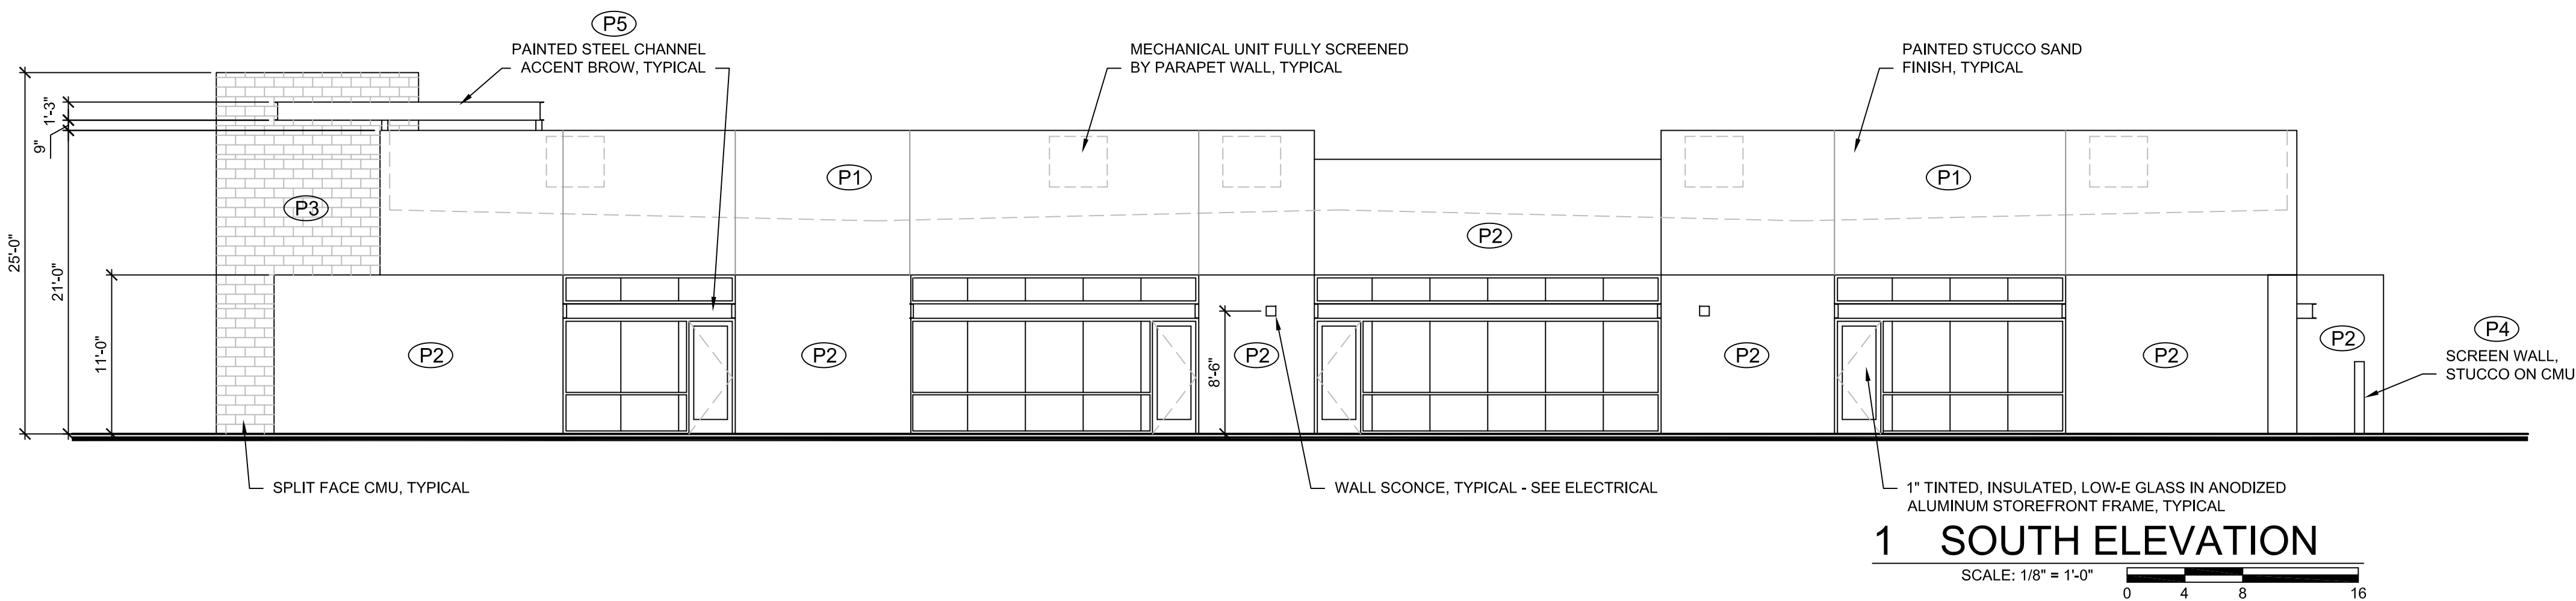 P5
PAINTED STEEL CHANNEL
ACCENT BROW, TYPICAL
MECHANICAL UNIT FULLY SCREENED
BY PARAPET WALL, TYPICAL
PAINTED STUCCO SAND
FINISH, TYPICAL
25'-0"
1'-3"
9"
21'-0"
11'-0"
P3
P1
P2
P1
P2
P2
8'-6"
P2
P2
P2
P2
P4
SCREEN WALL,
STUCCO ON CMU
SPLIT FACE CMU, TYPICAL
WALL SCONCE, TYPICAL - SEE ELECTRICAL
1" TINTED, INSULATED, LOW-E GLASS IN ANODIZED
ALUMINUM STOREFRONT FRAME, TYPICAL
1 SOUTH ELEVATION
SCALE: 1/8" = 1'-0"
0 4 8 16